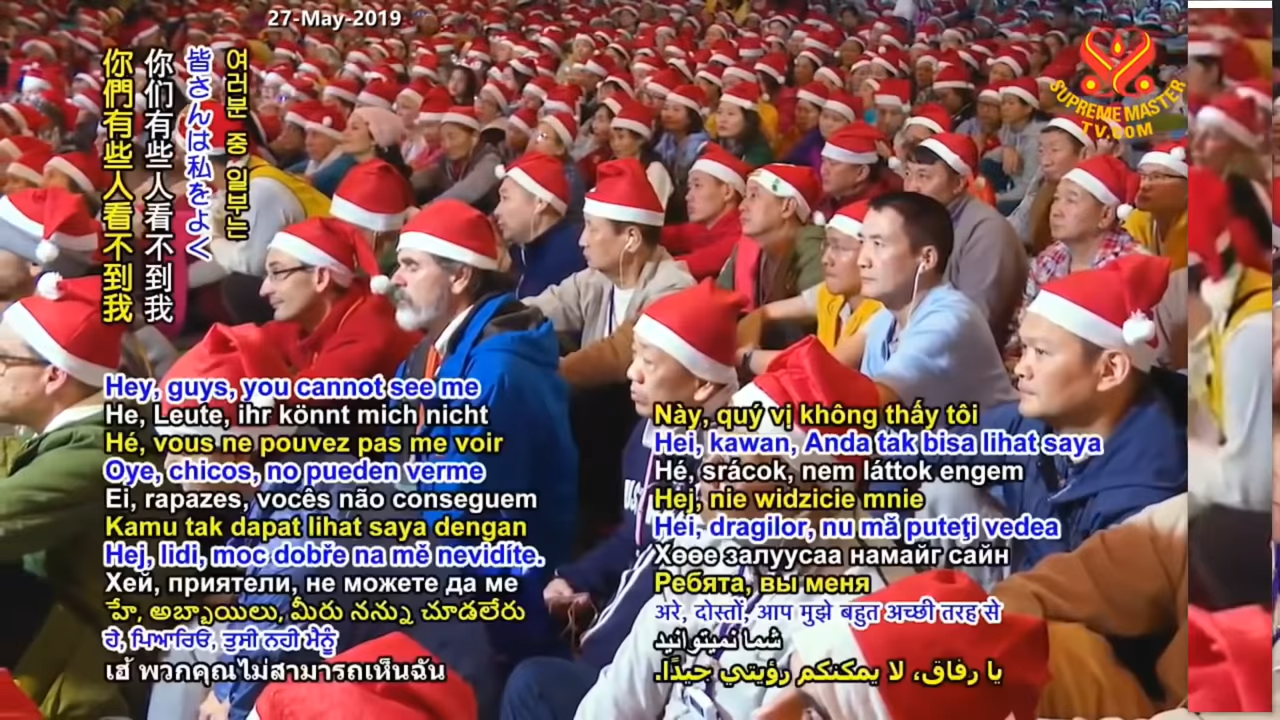 27-May-2019
SUPREME MASTER
TV.COM
여러분 중 일부는
皆さんは私をよく
你们有些人看不到我
你們有些人看不到我
Hey, guys, you cannot see me
He, Leute, ihr könnt mich nicht
Hé, vous ne pouvez pas me voir
Oye, chicos, no pueden verme
Ei, rapazes, vocês não conseguem
Kamu tak dapat lihat saya dengan
Hej, lidi, moc dobře na mě nevidíte.
Хей, приятели, не можете да ме
హే, అబ్బాయిలు, మీరు నన్ను చూడలేరు
ਹੇ, ਪਿਆਰਿਓ, ਤੁਸੀ ਨਹੀ ਮੈਨੂੰ
เฮ้ พวกคุณไม่สามารถเห็นฉัน
Này, quý vị không thấy tôi
Hei, kawan, Anda tak bisa lihat saya
Hé, srácok, nem láttok engem
Hej, nie widzicie mnie
Hei, dragilor, nu mă puteţi vedea
Хөөе залуусаа намайг сайн
Ребята, вы меня
अरे, दोस्तों, आप मुझे बहुत अच्छी तरह से
شما نمیتوانید
يا رفاق، لا يمكنكم رؤيتي جيدًا.